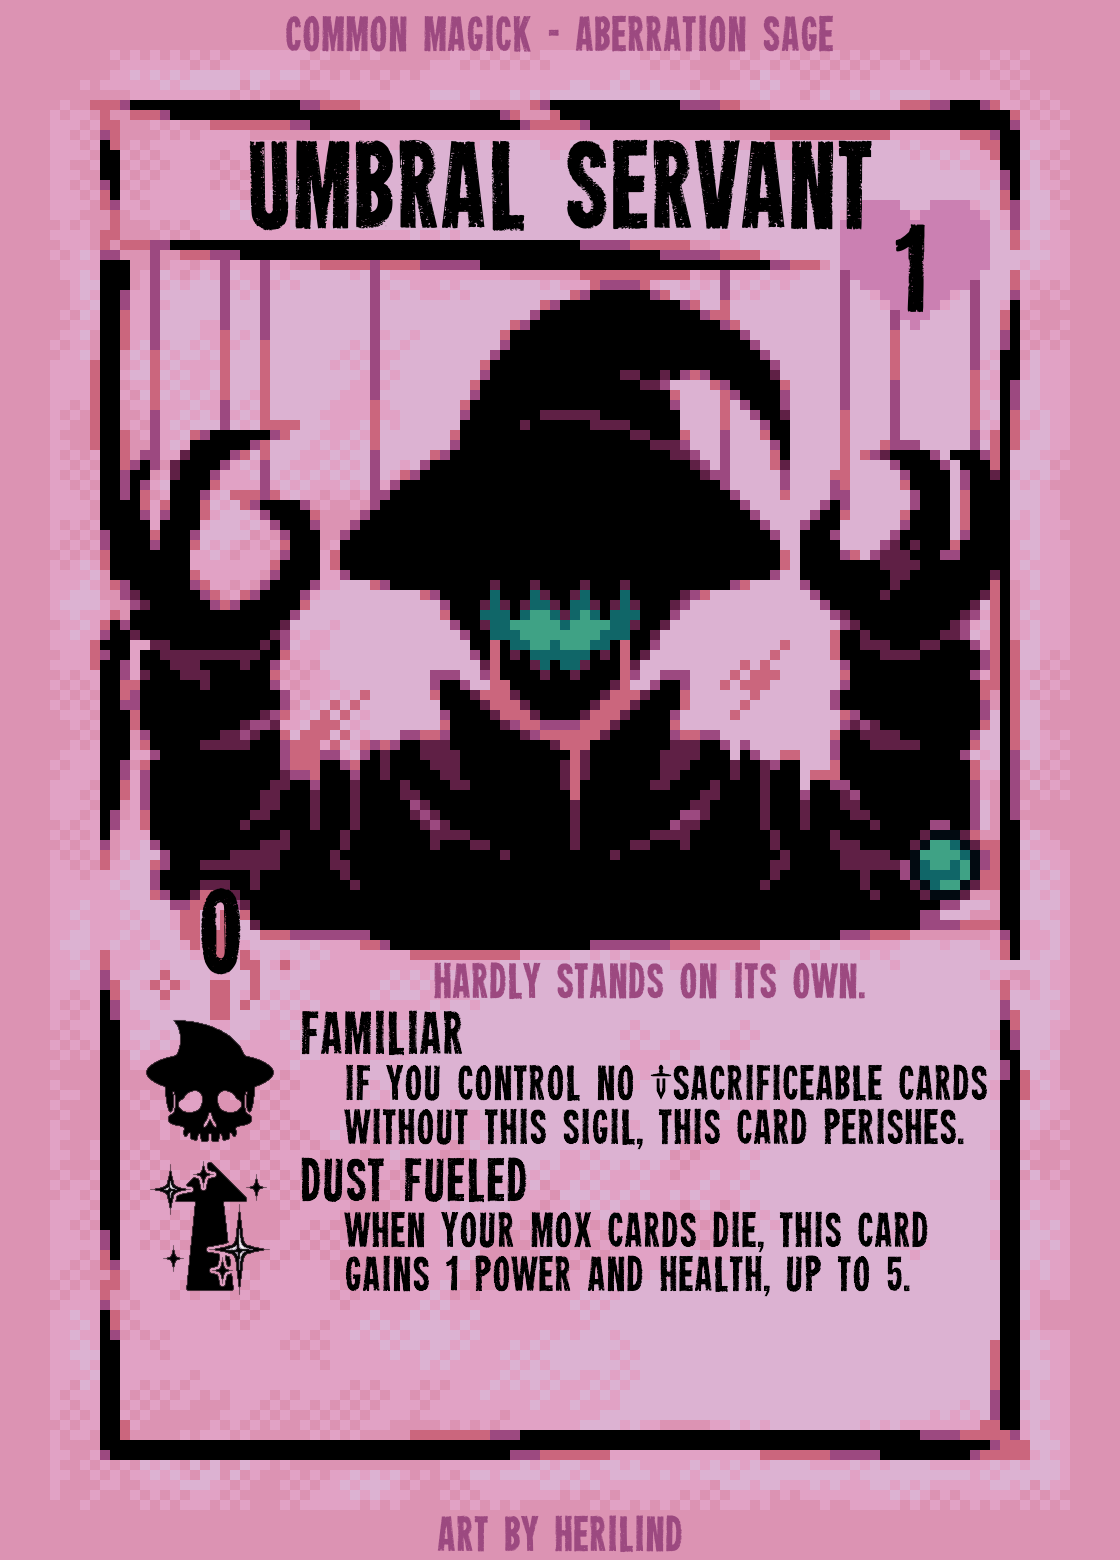 COMMON MAGICK - ABERRATION SAGE
UMBRAL SERVANT
1
0
HARDLY STANDS ON ITS OWN.
FAMILIAR
IF YOU CONTROL NO SACRIFICEABLE CARDS
WITHOUT THIS SIGIL, THIS CARD PERISHES.
DUST FUELED
WHEN YOUR MOX CARDS DIE, THIS CARD
GAINS 1 POWER AND HEALTH, UP TO 5.
ART BY HERILIND